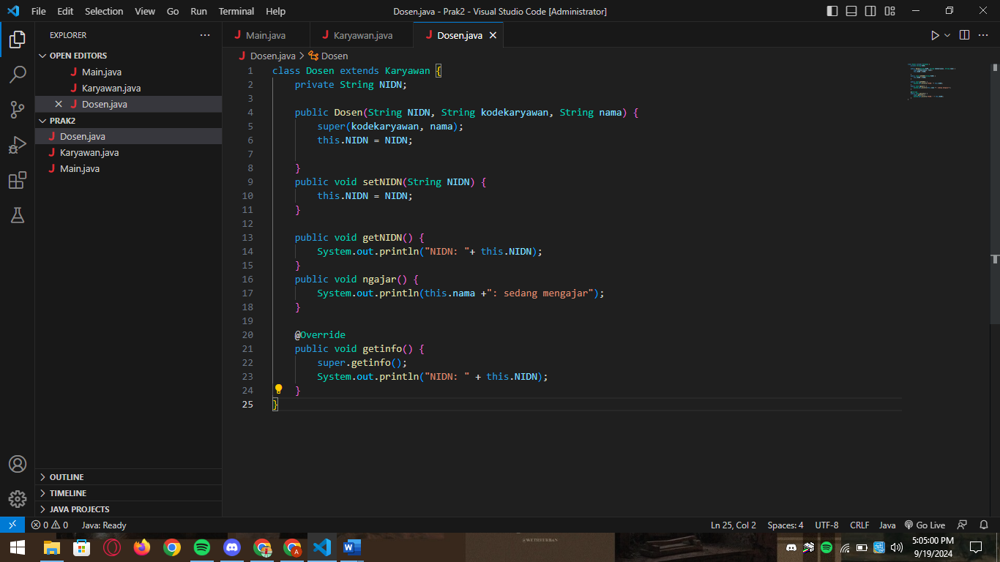 File Edit Selection View Go Run Terminal Help Dosen.java - Prak2 - Visual Studio Code [Administrator]
EXPLORER
OPEN EDITORS
Main.java
Karyawan.java
Dosen.java
PRAK2
Dosen.java
Karyawan.java
Main.java
OUTLINE
TIMELINE
JAVA PROJECTS
Main.java Karyawan.java Dosen.java
Dosen.java > Dosen
1 class Dosen extends Karyawan {
2 private String NIDN;
3
4 public Dosen(String NIDN, String kodekaryawan, String nama) {
5 super(kodekaryawan, nama);
6 this.NIDN = NIDN;
7
8 }
9 public void setNIDN(String NIDN) {
10 this.NIDN = NIDN;
11 }
12
13 public void getNIDN() {
14 System.out.println("NIDN: "+ this.NIDN);
15 }
16 public void ngajar() {
17 System.out.println(this.nama +": sedang mengajar");
18 }
19
20 @Override
21 public void getinfo() {
22 super.getinfo();
23 System.out.println("NIDN: " + this.NIDN);
24 }
25 }
0 0 Java: Ready Ln 25, Col 2 Spaces: 4 UTF-8 CRLF Java Go Live
5:05:00 PM
9/19/2024